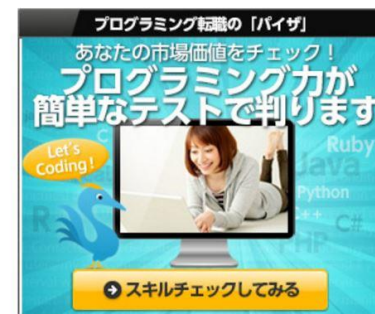 プログラミング転職の「パイザ」
あなたの市場価値をチェック！
プログラミング力が
簡単なテストで判ります
Let's
Coding!
C
Ruby
Java
Python
C++
R
C#
PHP
スキルチェックしてみる